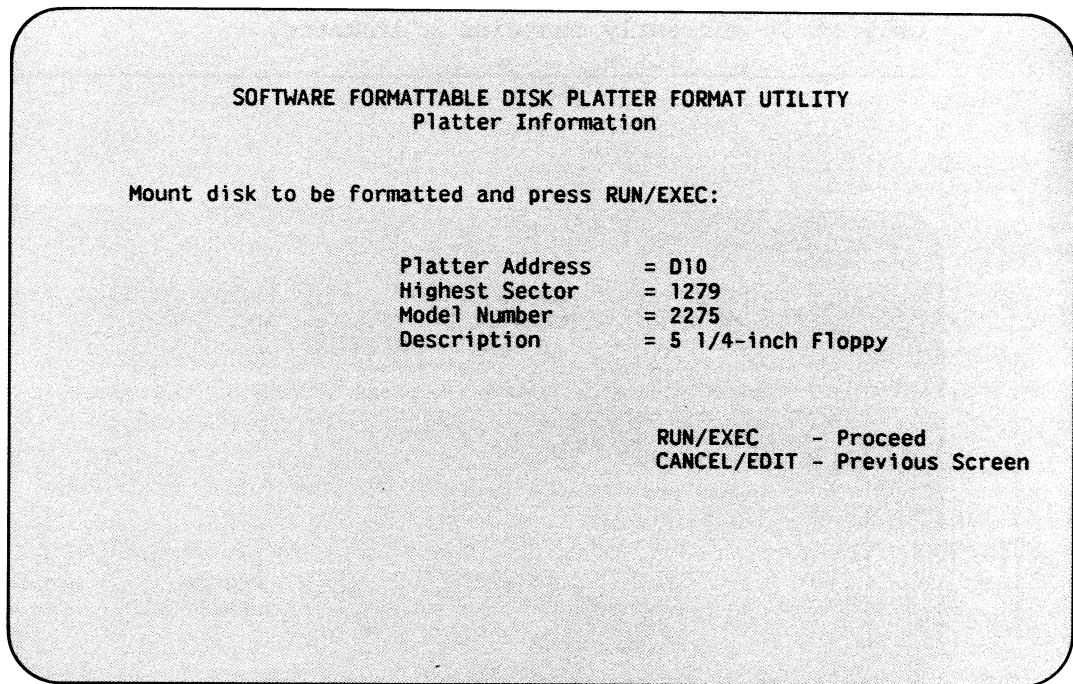 SOFTWARE FORMATTABLE DISK PLATTER FORMAT UTILITY
Platter Information
Mount disk to be formatted and press RUN/EXEC:
Platter Address = D10
Highest Sector = 1279
Model Number = 2275
Description = 5 1/4-inch Floppy
RUN/EXEC - Proceed
CANCEL/EDIT - Previous Screen